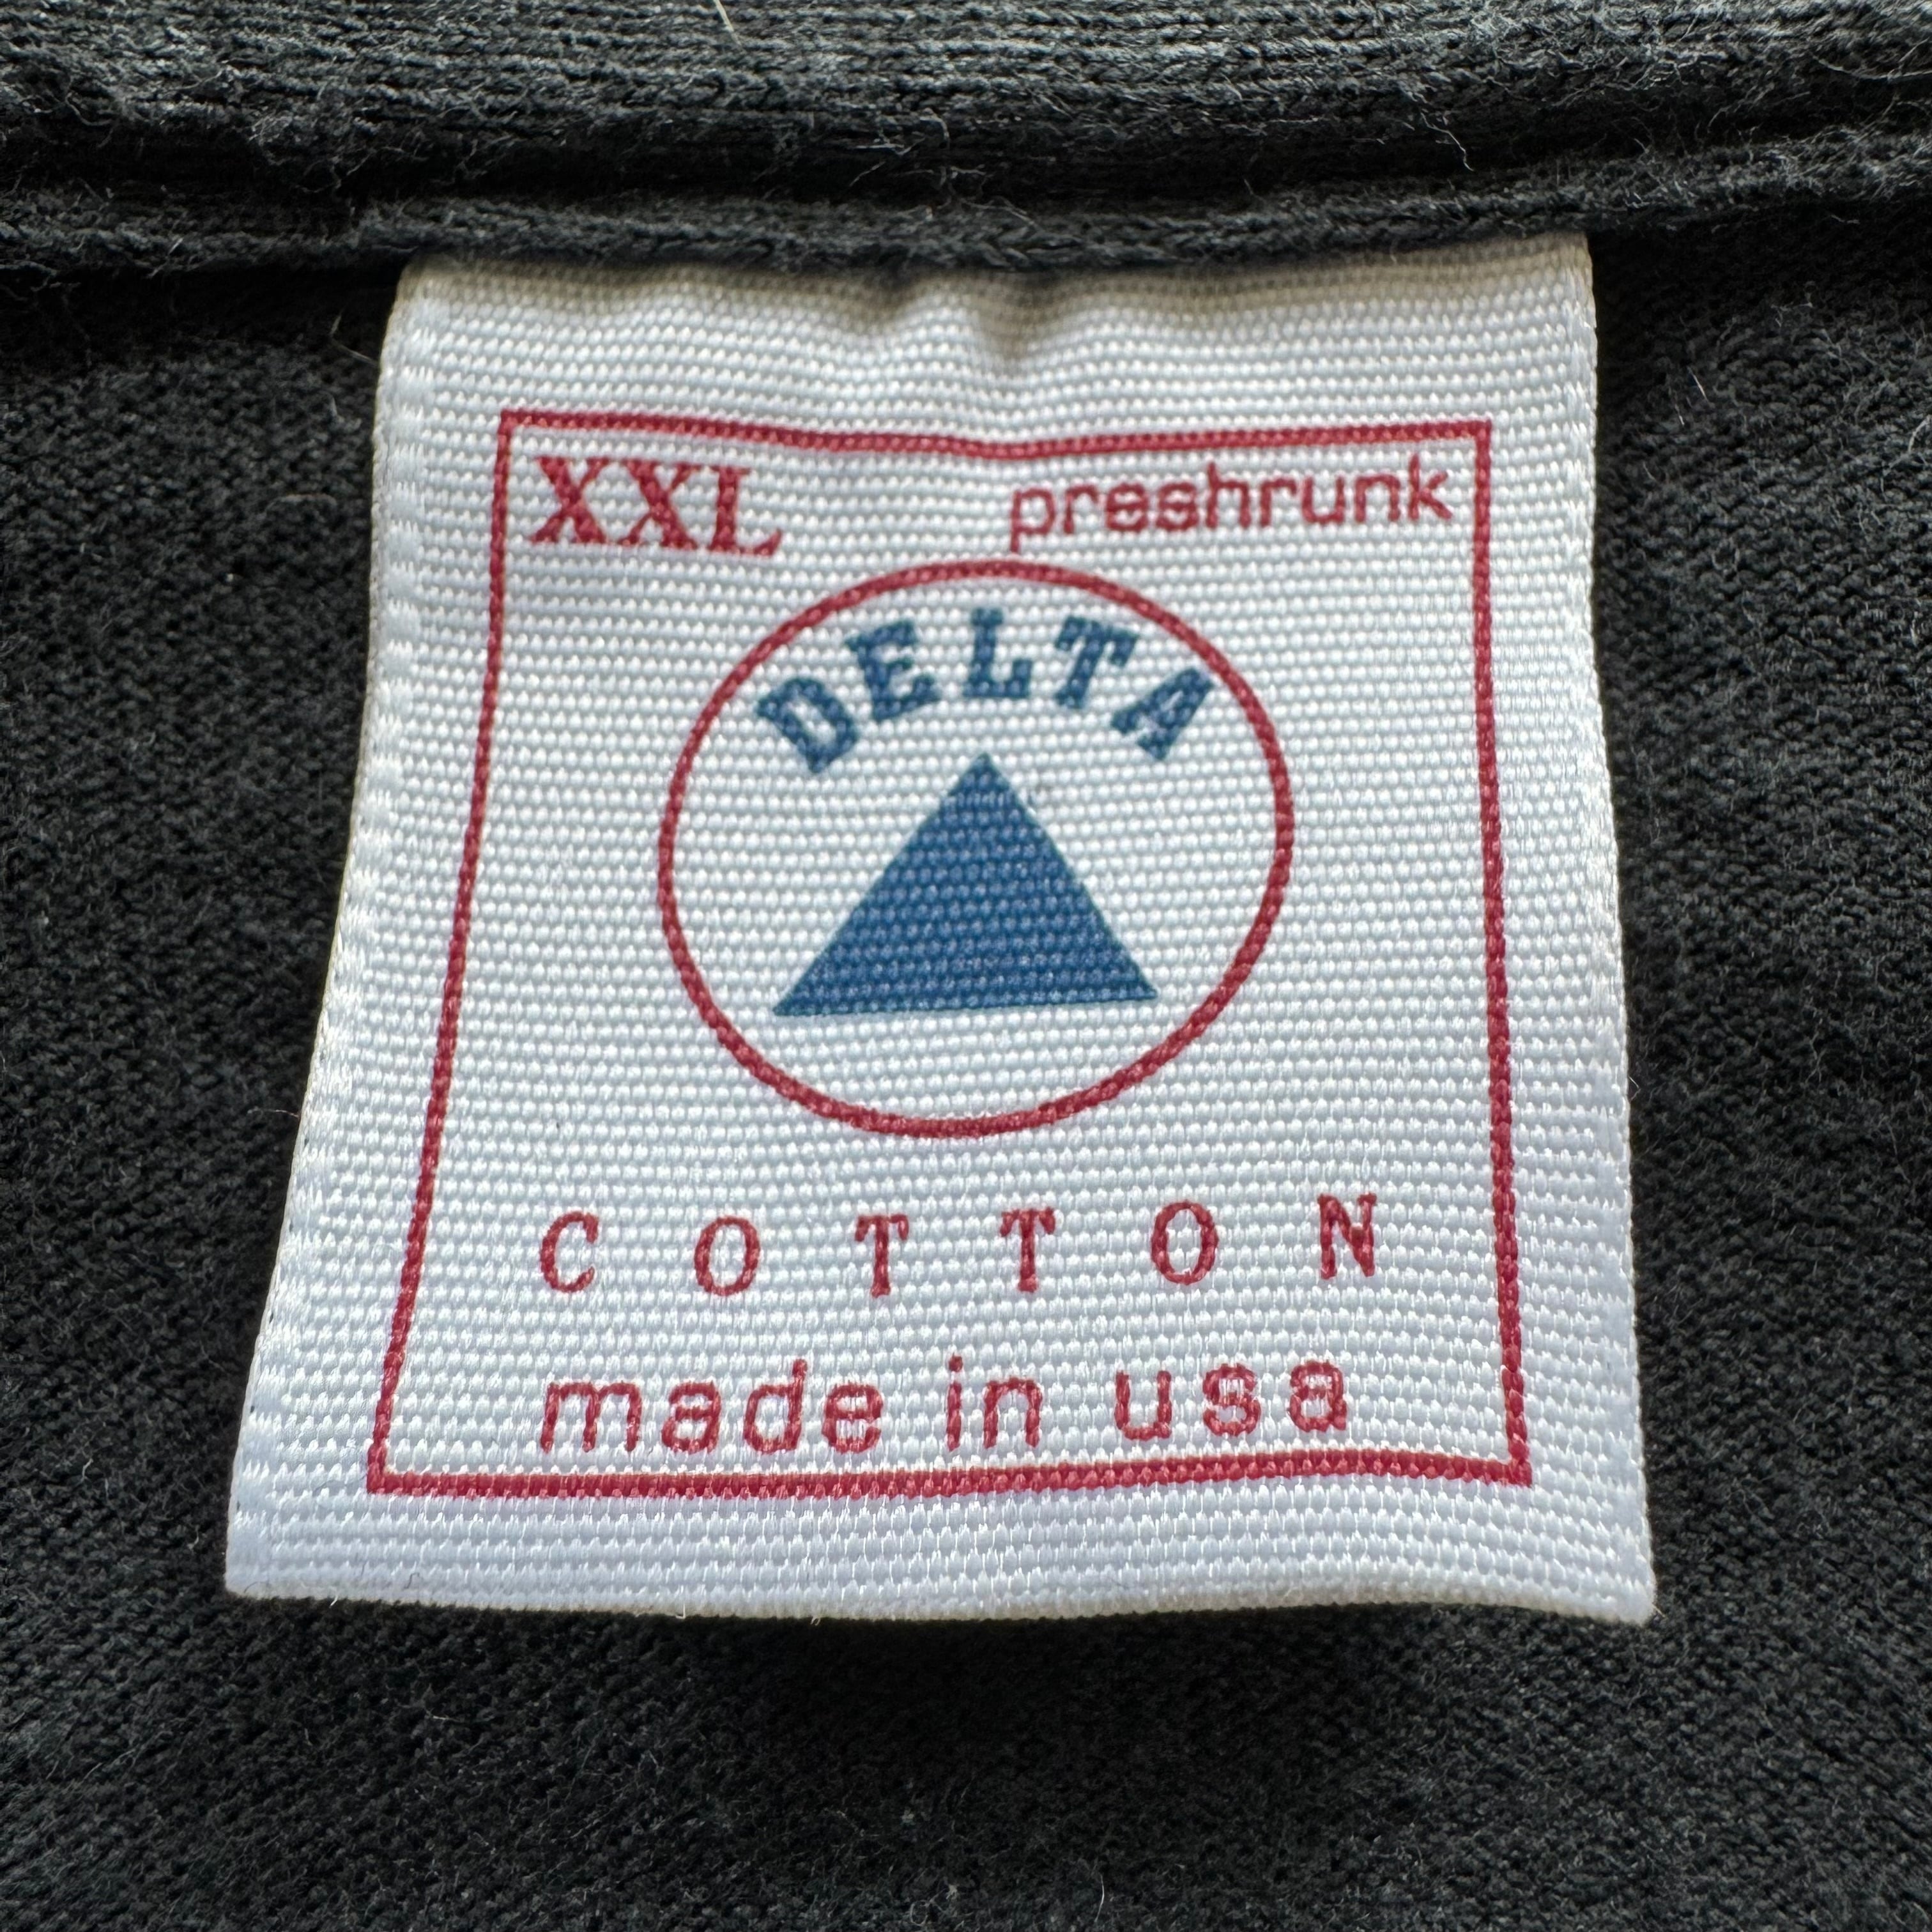 XXL preshrunk
DELTA
COTTON
made in usa